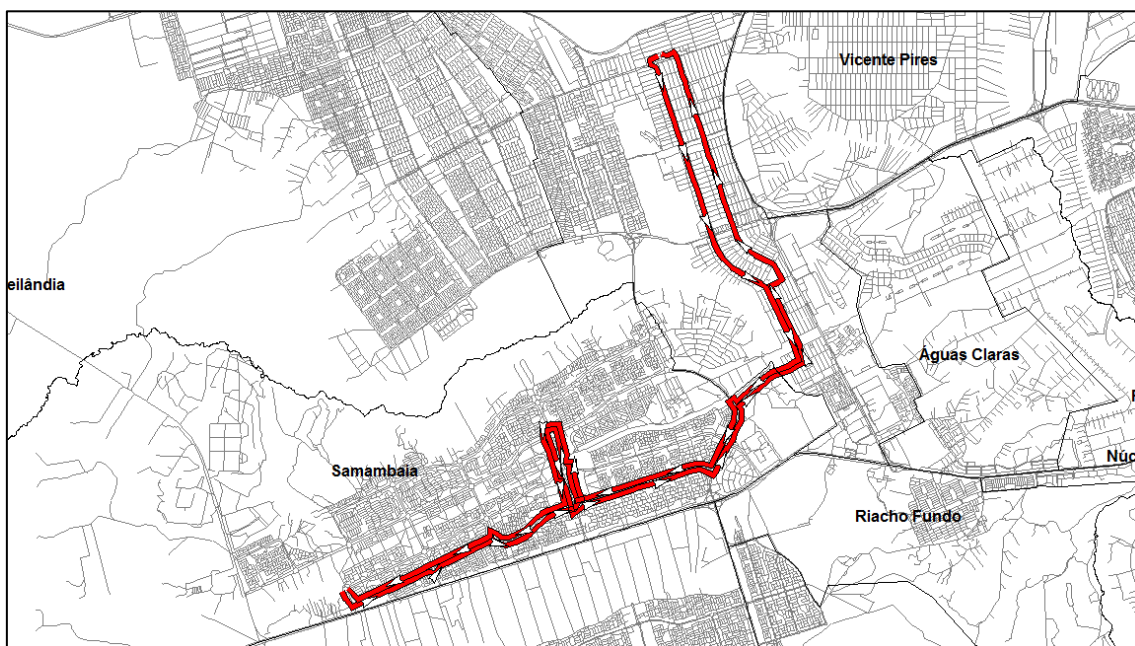 Vicente Pires
eilândia
Águas Claras
Samambaia
Núc
Riacho Fundo